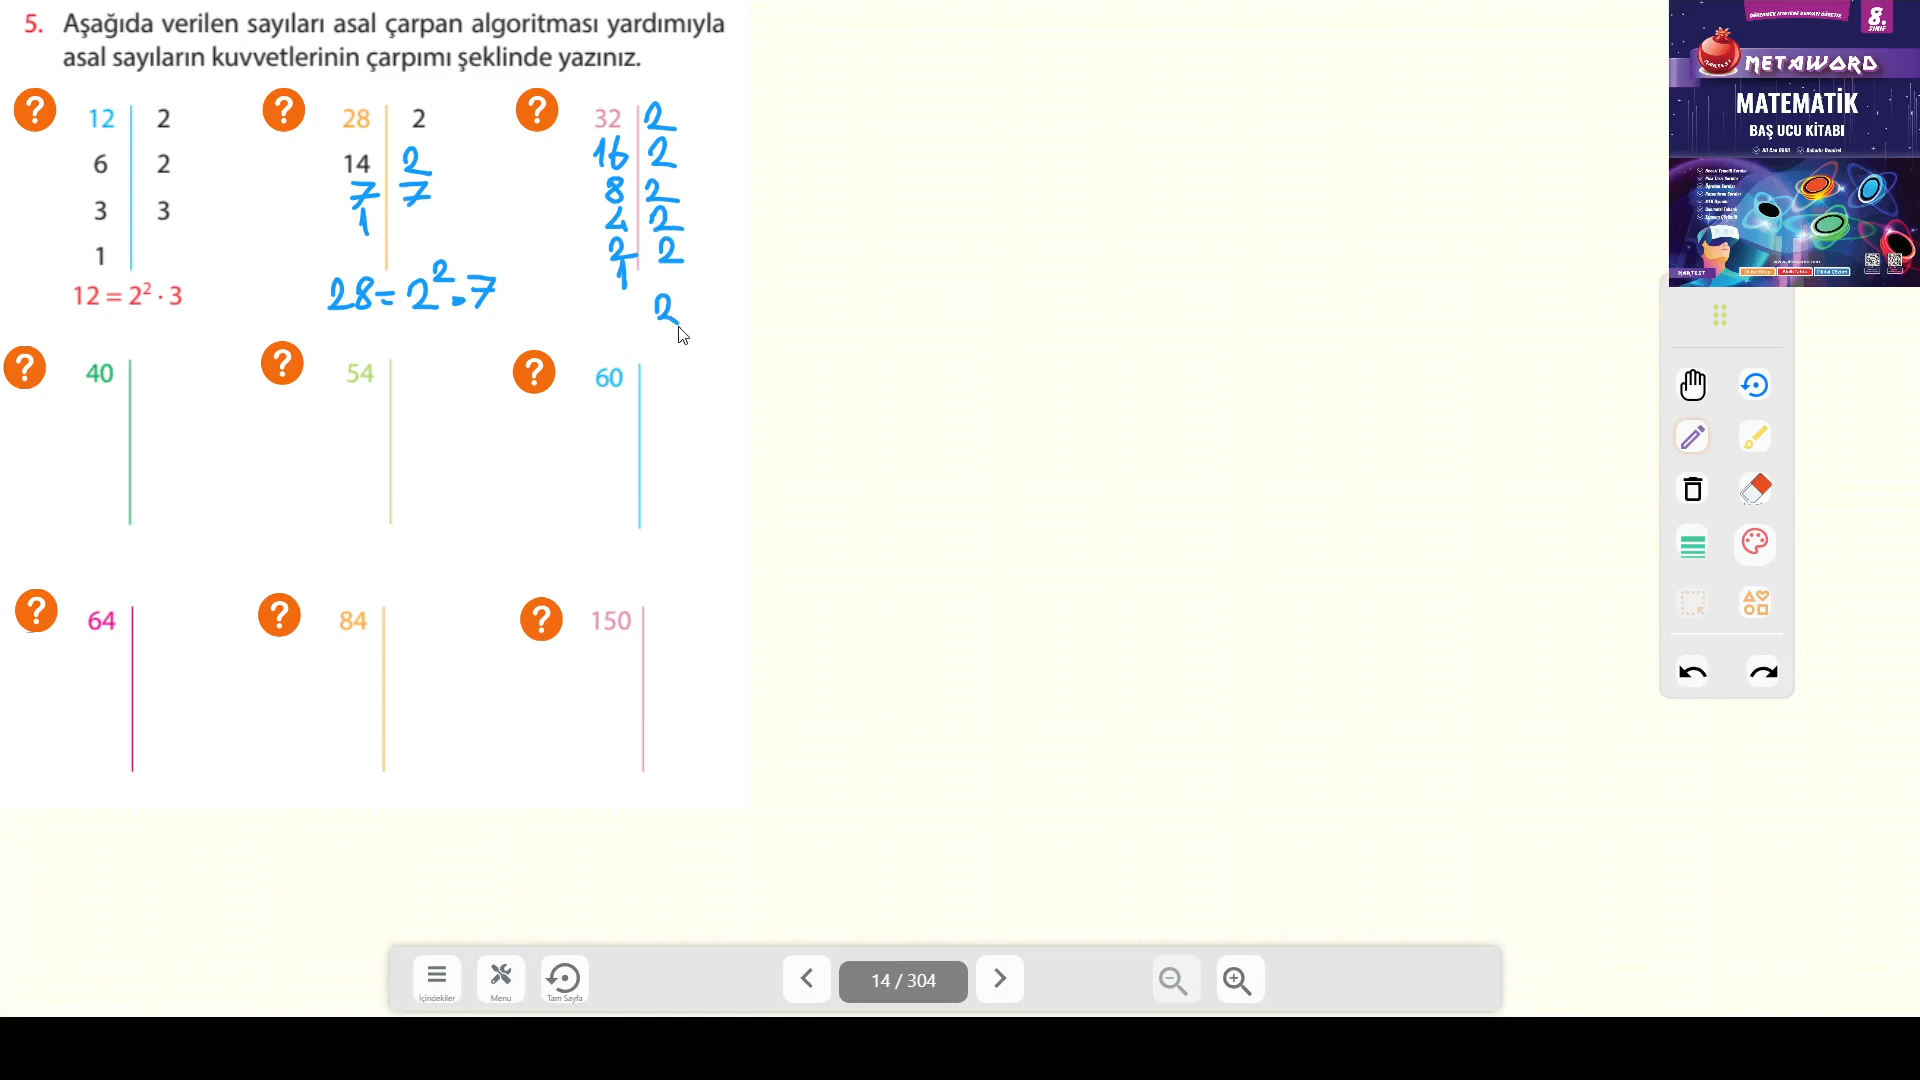 5. Aşağıda verilen sayıları asal çarpan algoritması yardımıyla
asal sayıların kuvvetlerinin çarpımı şeklinde yazınız.
? 12 2
6 2
3 3
1
12 = 2² · 3
? 28 2
14 2
7 7
1
28 = 2² · 7
? 32 2
16 2
8 2
4 2
2 2
1
2
? 40
? 54
? 60
? 64
? 84
? 150
8.
SINIF
NARTEST
METAWORD
MATEMATİK
BAŞ UCU KİTABI
NARTEST
İçindekiler
Menu
Tam Sayfa
14 / 304